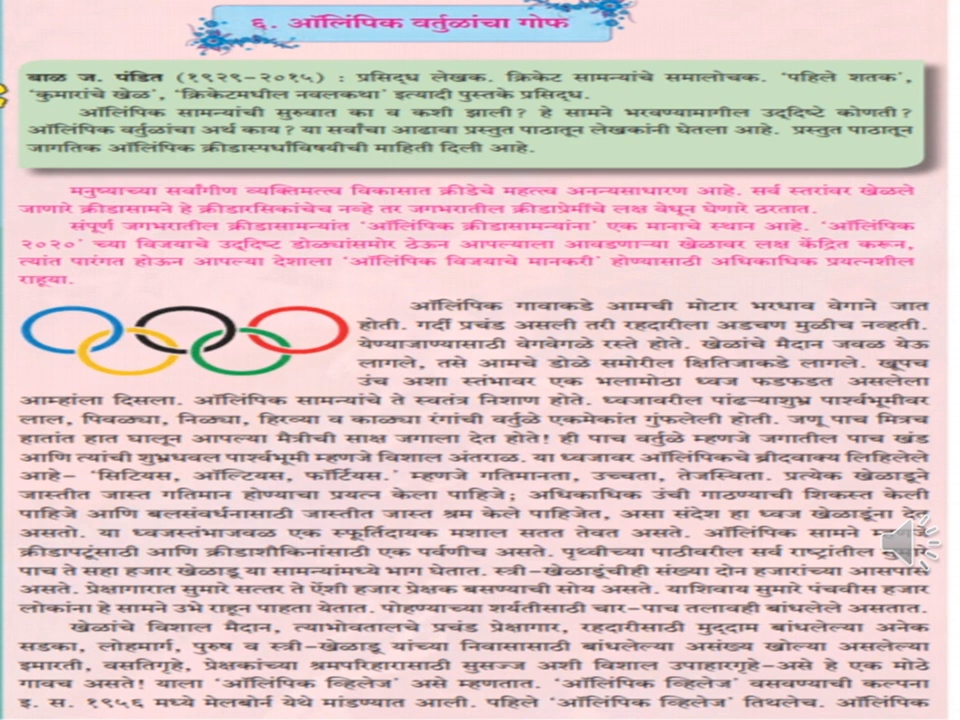 ६. ऑलिंपिक वर्तुळांचा गोफ
बाळ ज. पंडित (१९२९-२०१५) : प्रसिद्ध लेखक. क्रिकेट सामन्यांचे समालोचक. ‘पहिले शतक’,
‘कुमारांचे खेळ’, ‘क्रिकेटमधील नवलकथा’ इत्यादी पुस्तके प्रसिद्ध.
ऑलिंपिक सामन्यांची सुरुवात का व कशी झाली? हे सामने भरवण्यामागील उद्दिष्टे कोणती?
ऑलिंपिक वर्तुळांचा अर्थ काय? या सर्वांचा आढावा प्रस्तुत पाठातून लेखकांनी घेतला आहे. प्रस्तुत पाठातून
जागतिक ऑलिंपिक क्रीडास्पर्धांविषयीची माहिती दिली आहे.
मनुष्याच्या सर्वांगीण व्यक्तिमत्त्व विकासात क्रीडेचे महत्त्व अनन्यसाधारण आहे. सर्व स्तरांवर खेळले
जाणारे क्रीडासामने हे क्रीडारसिकांचेच नव्हे तर जगभरातील क्रीडाप्रेमींचे लक्ष वेधून घेणारे ठरतात.
संपूर्ण जगभरातील क्रीडासामन्यांत ‘ऑलिंपिक क्रीडासामन्यांना’ एक मानाचे स्थान आहे. ‘ऑलिंपिक
२०२०’ च्या विजयाचे उद्दिष्ट डोळ्यांसमोर ठेऊन आपल्याला आवडणाऱ्या खेळावर लक्ष केंद्रित करून,
त्यांत पारंगत होऊन आपल्या देशाला ‘ऑलिंपिक विजयाचे मानकरी’ होण्यासाठी अधिकाधिक प्रयत्नशील
राहूया.
ऑलिंपिक गावाकडे आमची मोटार भरधाव वेगाने जात
होती. गर्दी प्रचंड असली तरी रहदारीला अडचण मुळीच नव्हती.
येण्याजाण्यासाठी वेगवेगळे रस्ते होते. खेळांचे मैदान जवळ येऊ
लागले, तसे आमचे डोळे समोरील क्षितिजाकडे लागले. खूपच
उंच अशा स्तंभावर एक भलामोठा ध्वज फडफडत असलेला
आम्हांला दिसला. ऑलिंपिक सामन्यांचे ते स्वतंत्र निशाण होते. ध्वजावरील पांढऱ्याशुभ्र पार्श्वभूमीवर
लाल, पिवळ्या, निळ्या, हिरव्या व काळ्या रंगांची वर्तुळे एकमेकांत गुंफलेली होती. जणू पाच मित्रच
हातांत हात घालून आपल्या मैत्रीची साक्ष जगाला देत होते! ही पाच वर्तुळे म्हणजे जगातील पाच खंड
आणि त्यांची शुभ्रधवल पार्श्वभूमी म्हणजे विशाल अंतराळ. या ध्वजावर ऑलिंपिकचे ब्रीदवाक्य लिहिलेले
आहे- ‘सिटियस, ऑल्टियस, फॉर्टियस.’ म्हणजे गतिमानता, उच्चता, तेजस्विता. प्रत्येक खेळाडूने
जास्तीत जास्त गतिमान होण्याचा प्रयत्न केला पाहिजे; अधिकाधिक उंची गाठण्याची शिकस्त केली
पाहिजे आणि बलसंवर्धनासाठी जास्तीत जास्त श्रम केले पाहिजेत, असा संदेश हा ध्वज खेळाडूंना देत
असतो. या ध्वजस्तंभाजवळ एक स्फूर्तिदायक मशाल सतत तेवत असते. ऑलिंपिक सामने
क्रीडापटूंसाठी आणि क्रीडाशौकिनांसाठी एक पर्वणीच असते. पृथ्वीच्या पाठीवरील सर्व राष्ट्रांतील
पाच ते सहा हजार खेळाडू या सामन्यांमध्ये भाग घेतात. स्त्री-खेळाडूंचीही संख्या दोन हजारांच्या आसपास
असते. प्रेक्षागारात सुमारे सत्तर ते ऐंशी हजार प्रेक्षक बसण्याची सोय असते. याशिवाय सुमारे पंचवीस हजार
लोकांना हे सामने उभे राहून पाहता येतात. पोहण्याच्या शर्यतीसाठी चार-पाच तलावही बांधलेले असतात.
खेळांचे विशाल मैदान, त्याभोवतालचे प्रचंड प्रेक्षागार, रहदारीसाठी मुद्दाम बांधलेल्या अनेक
सडका, लोहमार्ग, पुरुष व स्त्री-खेळाडू यांच्या निवासासाठी बांधलेल्या असंख्य खोल्या असलेल्या
इमारती, वसतिगृहे, प्रेक्षकांच्या श्रमपरिहारासाठी सुसज्ज अशी विशाल उपाहारगृहे-असे हे एक मोठे
गावच असते! याला ‘ऑलिंपिक व्हिलेज’ असे म्हणतात. ‘ऑलिंपिक व्हिलेज’ वसवण्याची कल्पना
इ. स. १९५६ मध्ये मेलबोर्न येथे मांडण्यात आली. पहिले ‘ऑलिंपिक व्हिलेज’ तिथलेच. ऑलिंपिक